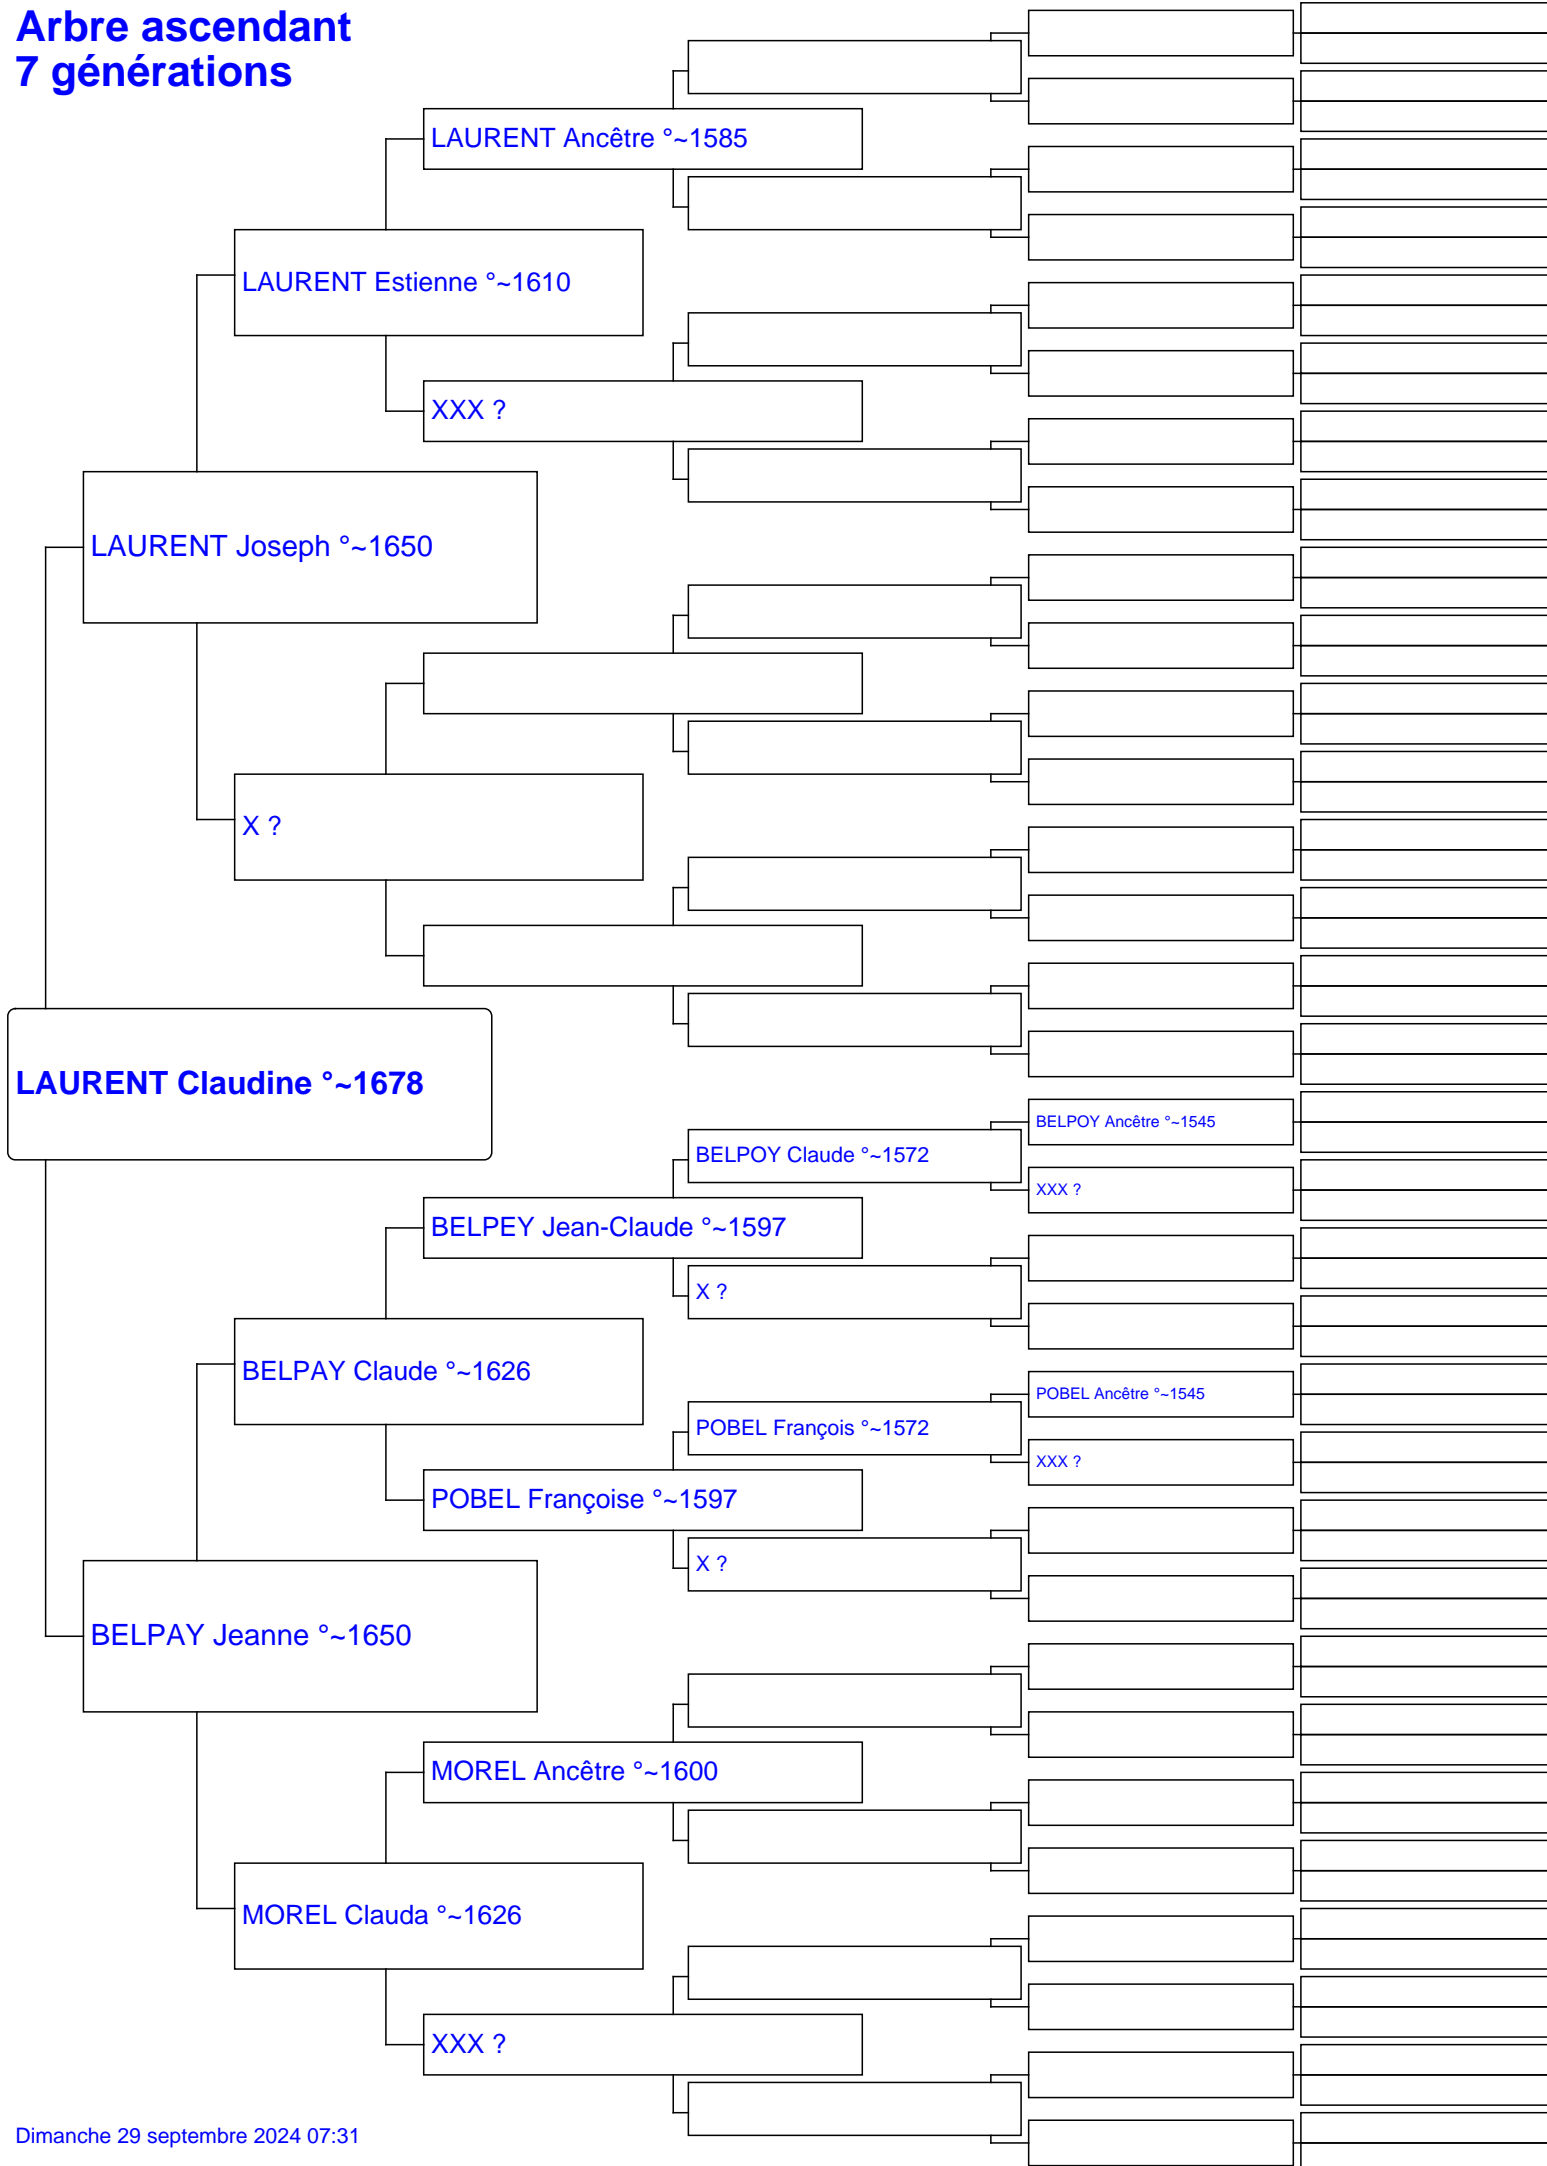 Arbre ascendant
7 générations
LAURENT Ancêtre °~1585
LAURENT Estienne °~1610
XXX ?
LAURENT Joseph °~1650
X ?
LAURENT Claudine °~1678
BELPOY Ancêtre °~1545
BELPOY Claude °~1572
XXX ?
BELPEY Jean-Claude °~1597
X ?
BELPAY Claude °~1626
POBEL Ancêtre °~1545
POBEL François °~1572
XXX ?
POBEL Françoise °~1597
X ?
BELPAY Jeanne °~1650
MOREL Ancêtre °~1600
MOREL Clauda °~1626
XXX ?
Dimanche 29 septembre 2024 07:31